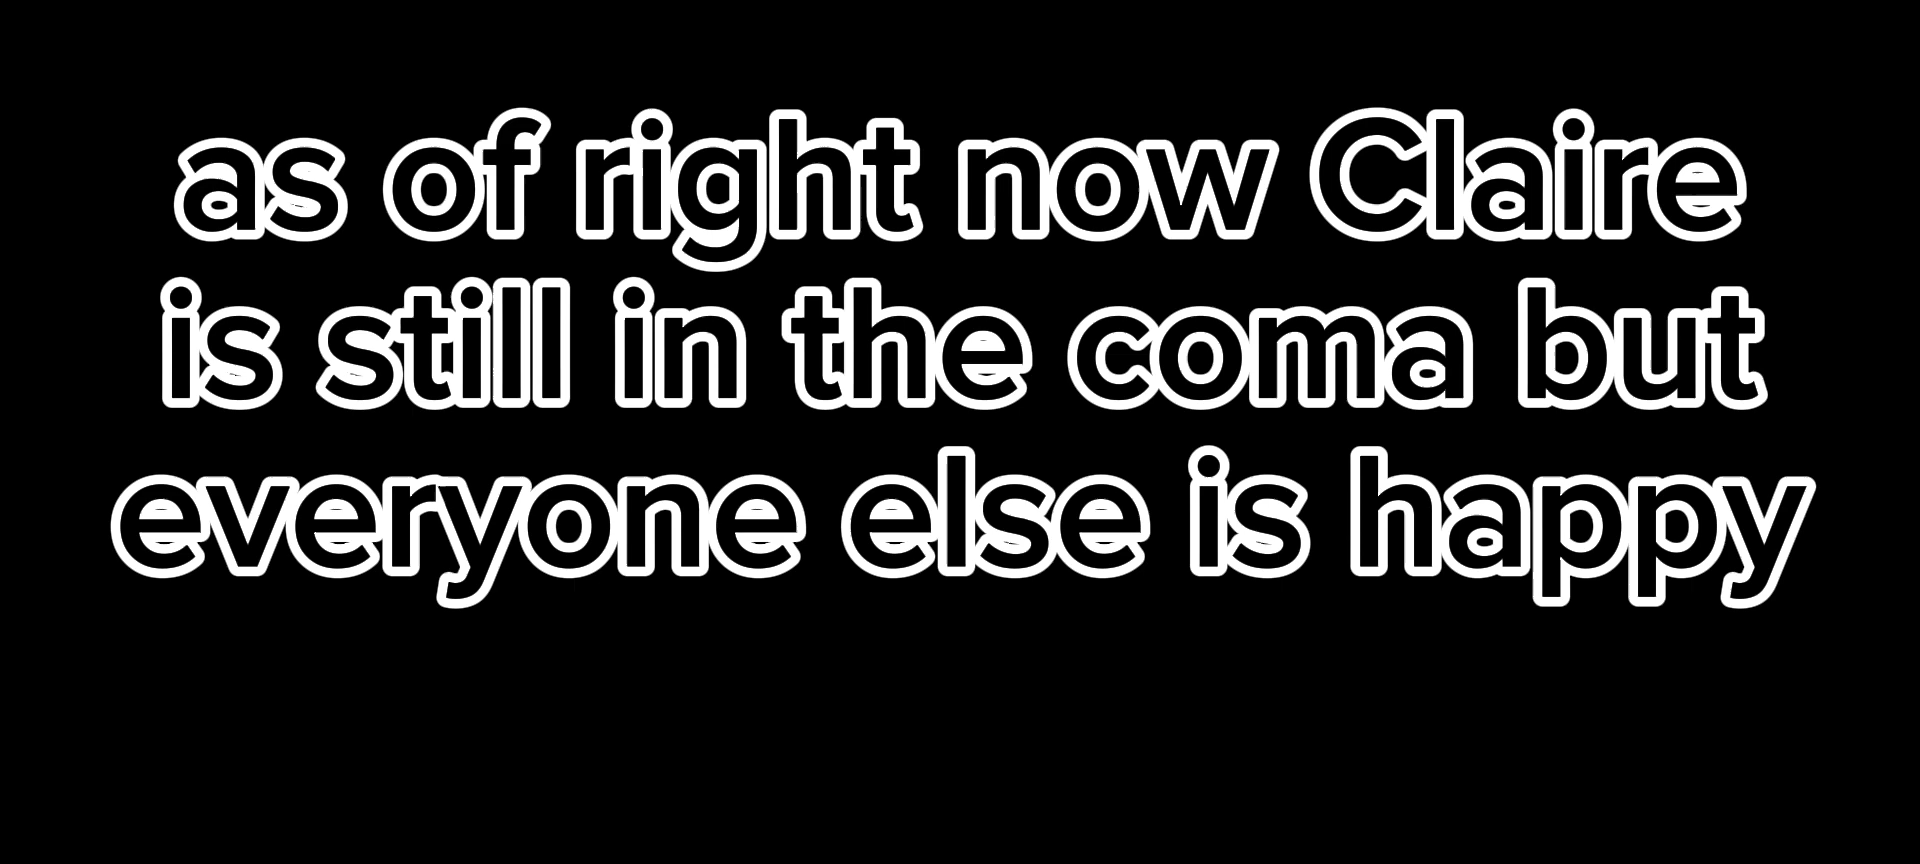 as of right now Claire
is still in the coma but
everyone else is happy